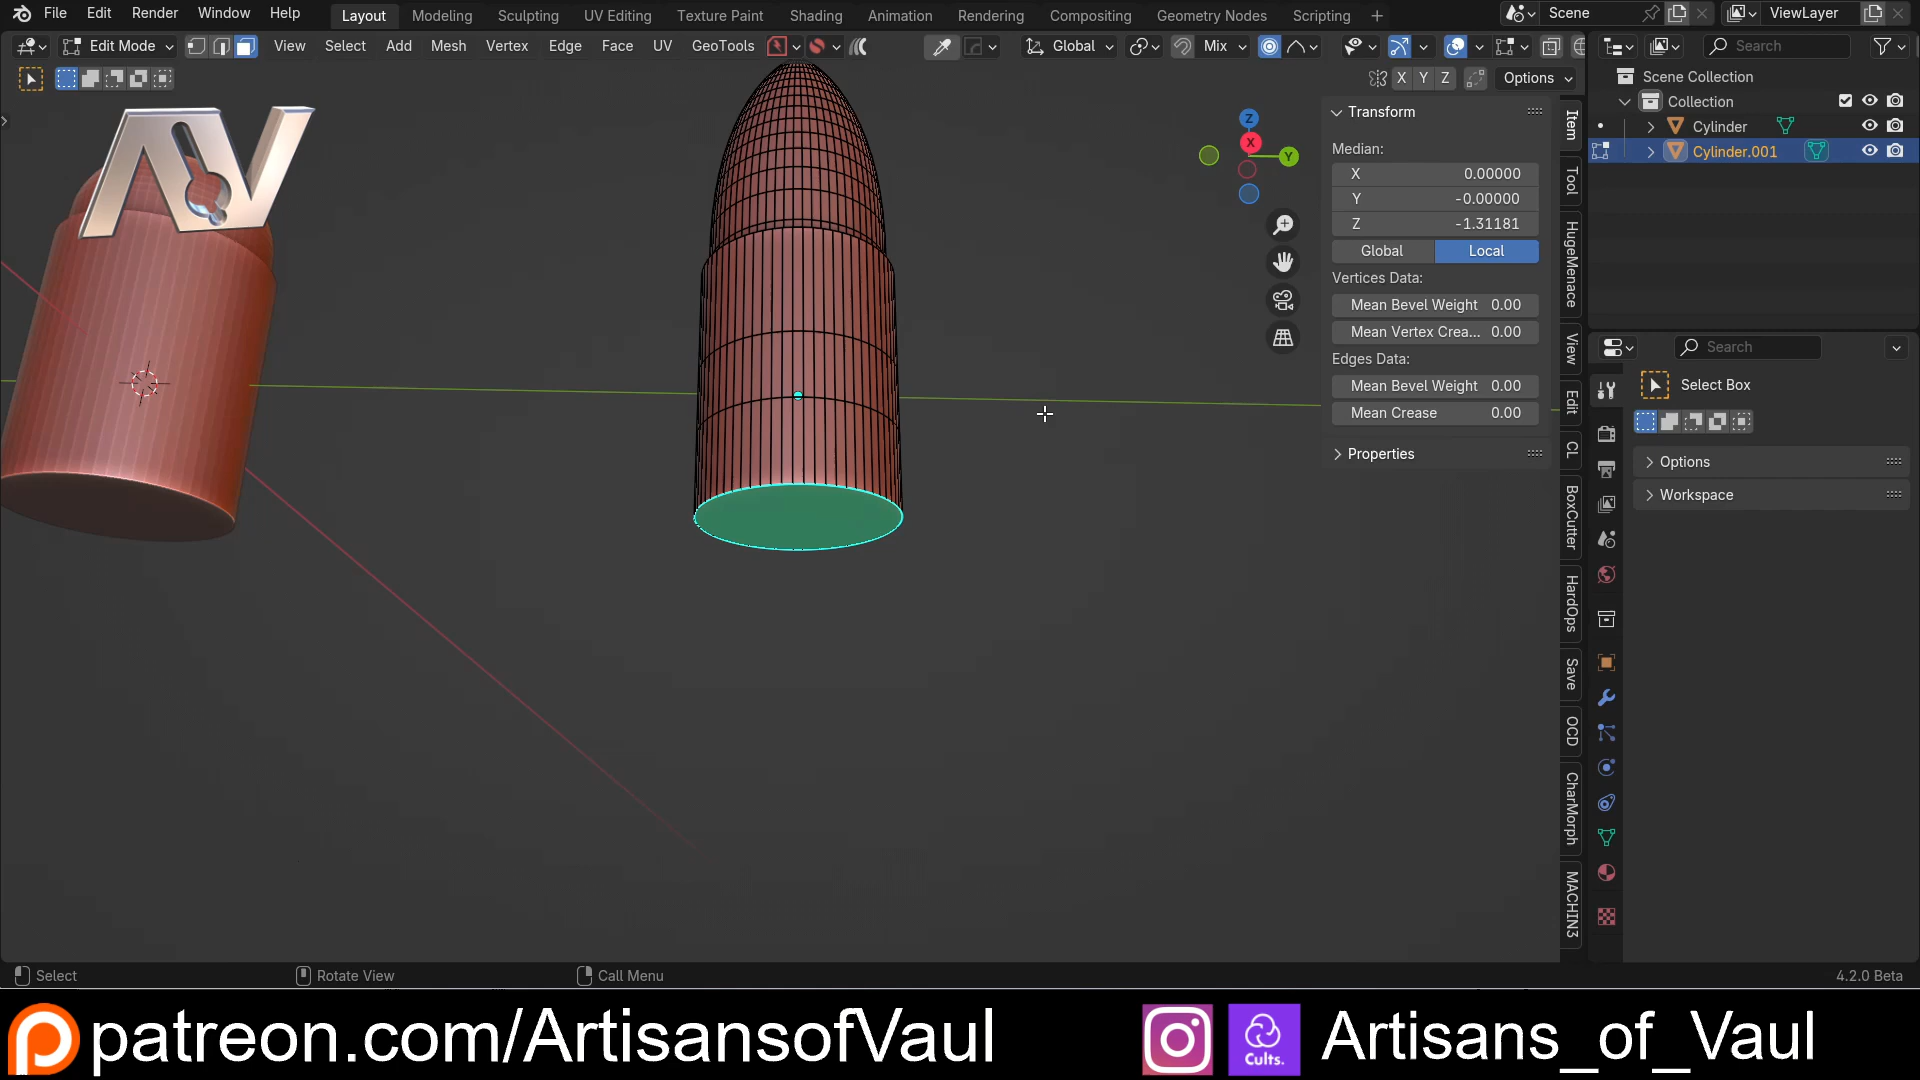 File Edit Render Window Help Layout Modeling Sculpting UV Editing Texture Paint Shading Animation Rendering Compositing Geometry Nodes Scripting + Scene ViewLayer
Edit Mode View Select Add Mesh Vertex Edge Face UV GeoTools Global Mix Search
X Y Z Options
Scene Collection
Collection
Cylinder
Cylinder.001
Transform
Median:
X 0.00000
Y -0.00000
Z -1.31181
Global Local
Vertices Data:
Mean Bevel Weight 0.00
Mean Vertex Crea... 0.00
Edges Data:
Mean Bevel Weight 0.00
Mean Crease 0.00
Properties
Z
X
Y
Item
Tool
HugeMenace
View
Edit
CL
BoxCutter
HardOps
Save
OCD
CharMorph
MACHIN3
Search
Select Box
Options
Workspace
AV
Select Rotate View Call Menu 4.2.0 Beta
patreon.com/ArtisansofVaul Cults. Artisans_of_Vaul